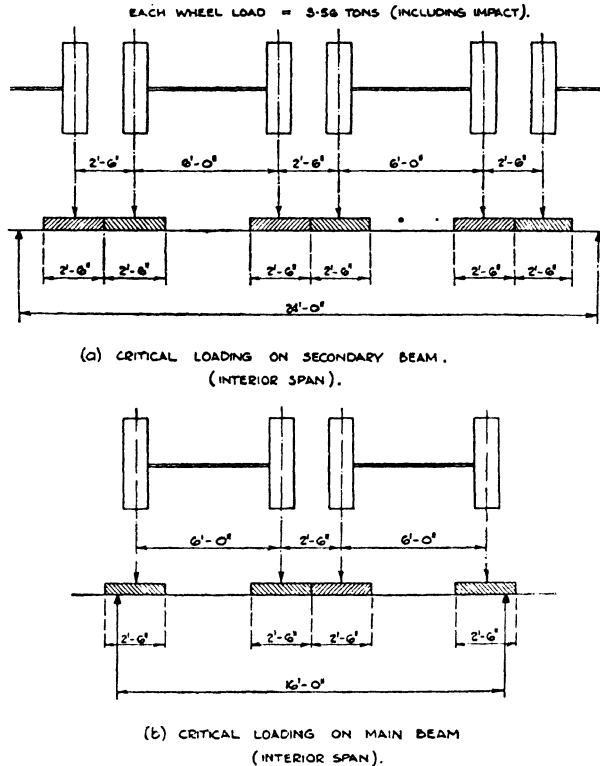 EACH WHEEL LOAD = 3·56 TONS (INCLUDING IMPACT).
2'-6" 6'-0" 2'-6" 6'-0" 2'-6"
2'-6" 2'-6" 2'-6" 2'-6" 2'-6" 2'-6"
24'-0"
(a) CRITICAL LOADING ON SECONDARY BEAM.
(INTERIOR SPAN).
6'-0" 2'-6" 6'-0"
2'-6" 2'-6" 2'-6" 2'-6"
16'-0"
(b) CRITICAL LOADING ON MAIN BEAM
(INTERIOR SPAN).